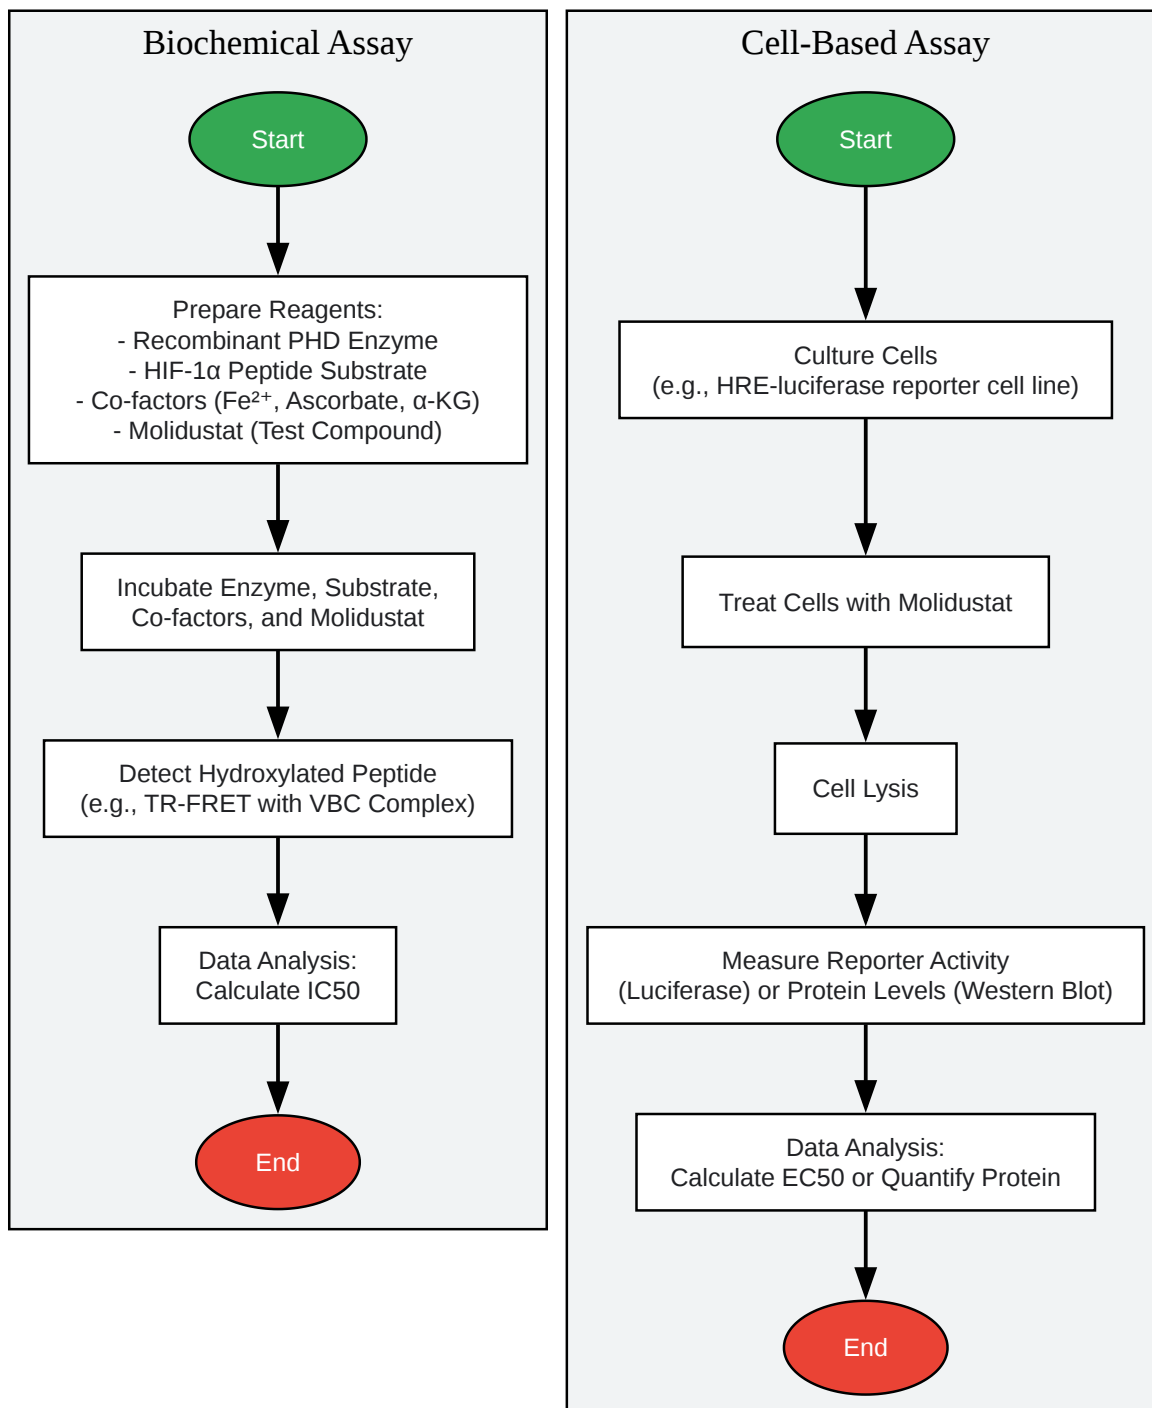 Biochemical Assay
Start
Prepare Reagents:
- Recombinant PHD Enzyme
- HIF-1α Peptide Substrate
- Co-factors (Fe²⁺, Ascorbate, α-KG)
- Molidustat (Test Compound)
Incubate Enzyme, Substrate,
Co-factors, and Molidustat
Detect Hydroxylated Peptide
(e.g., TR-FRET with VBC Complex)
Data Analysis:
Calculate IC50
End
Cell-Based Assay
Start
Culture Cells
(e.g., HRE-luciferase reporter cell line)
Treat Cells with Molidustat
Cell Lysis
Measure Reporter Activity
(Luciferase) or Protein Levels (Western Blot)
Data Analysis:
Calculate EC50 or Quantify Protein
End